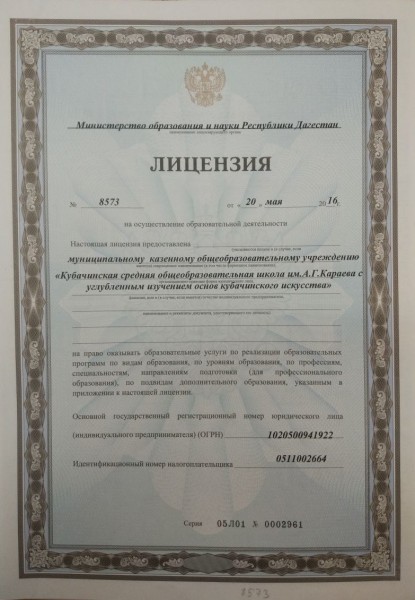 Министерство образования и науки Республики Дагестан
наименование лицензирующего органа
ЛИЦЕНЗИЯ
№ 8573 от « 20 » мая 2016 г.
на осуществление образовательной деятельности
Настоящая лицензия предоставлена
муниципальному казенному общеобразовательному учреждению
«Кубачинская средняя общеобразовательная школа им.А.Г.Караева с
углубленным изучением основ кубачинского искусства»
на право оказывать образовательные услуги по реализации образовательных
программ по видам образования, по уровням образования, по профессиям,
специальностям, направлениям подготовки (для профессионального
образования), по подвидам дополнительного образования, указанным в
приложении к настоящей лицензии.
Основной государственный регистрационный номер юридического лица
(индивидуального предпринимателя) (ОГРН) 1020500941922
Идентификационный номер налогоплательщика 0511002664
Серия 05Л01 № 0002961
8573